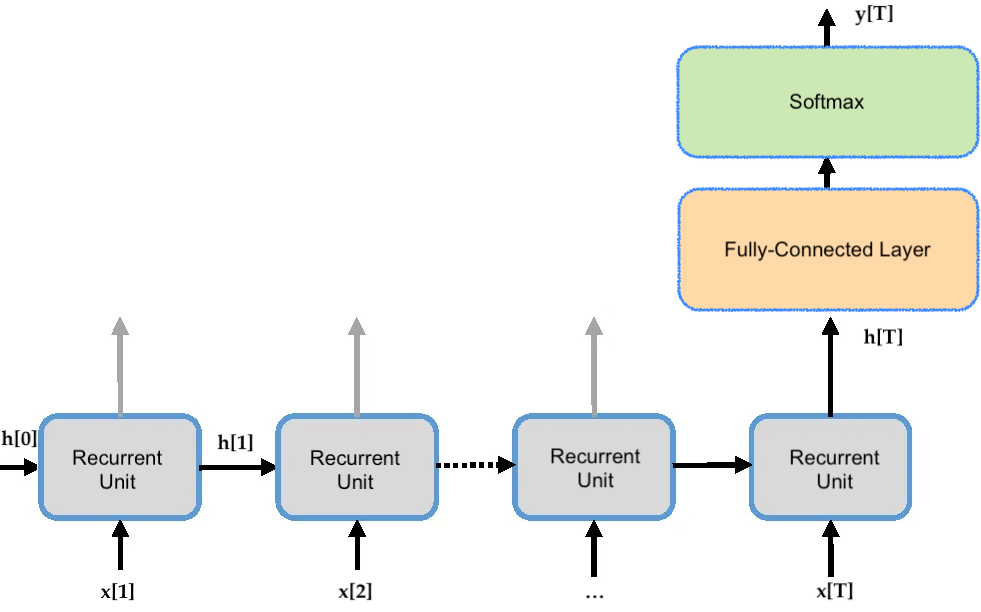 y[T]
Softmax
Fully-Connected Layer
h[T]
h[0]
h[1]
Recurrent
Unit
Recurrent
Unit
Recurrent
Unit
Recurrent
Unit
x[1]
x[2]
...
x[T]